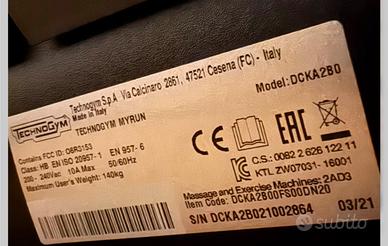 Technogym S.p.A Via Calcinaro 2861, 47521 Cesena (FC) - Italy
Made in Italy
Model: DCKA2B0
TECHNOGYM
TECHNOGYM MYRUN
Contains FCC ID: O6R3153
Class: HB EN ISO 20957-1 EN 957-6
200 - 240Vac 10A Max 50/60Hz
Maximum User's Weight: 140kg
CE
EAC
C.S.: 0082 2 626 122 11
KTL ZW07031-16001
Massage and Exercise Machines: 2AD3
Item Code: DCKA2B00FS00DN20
S/N DCKA2B021002864 03/21
subito